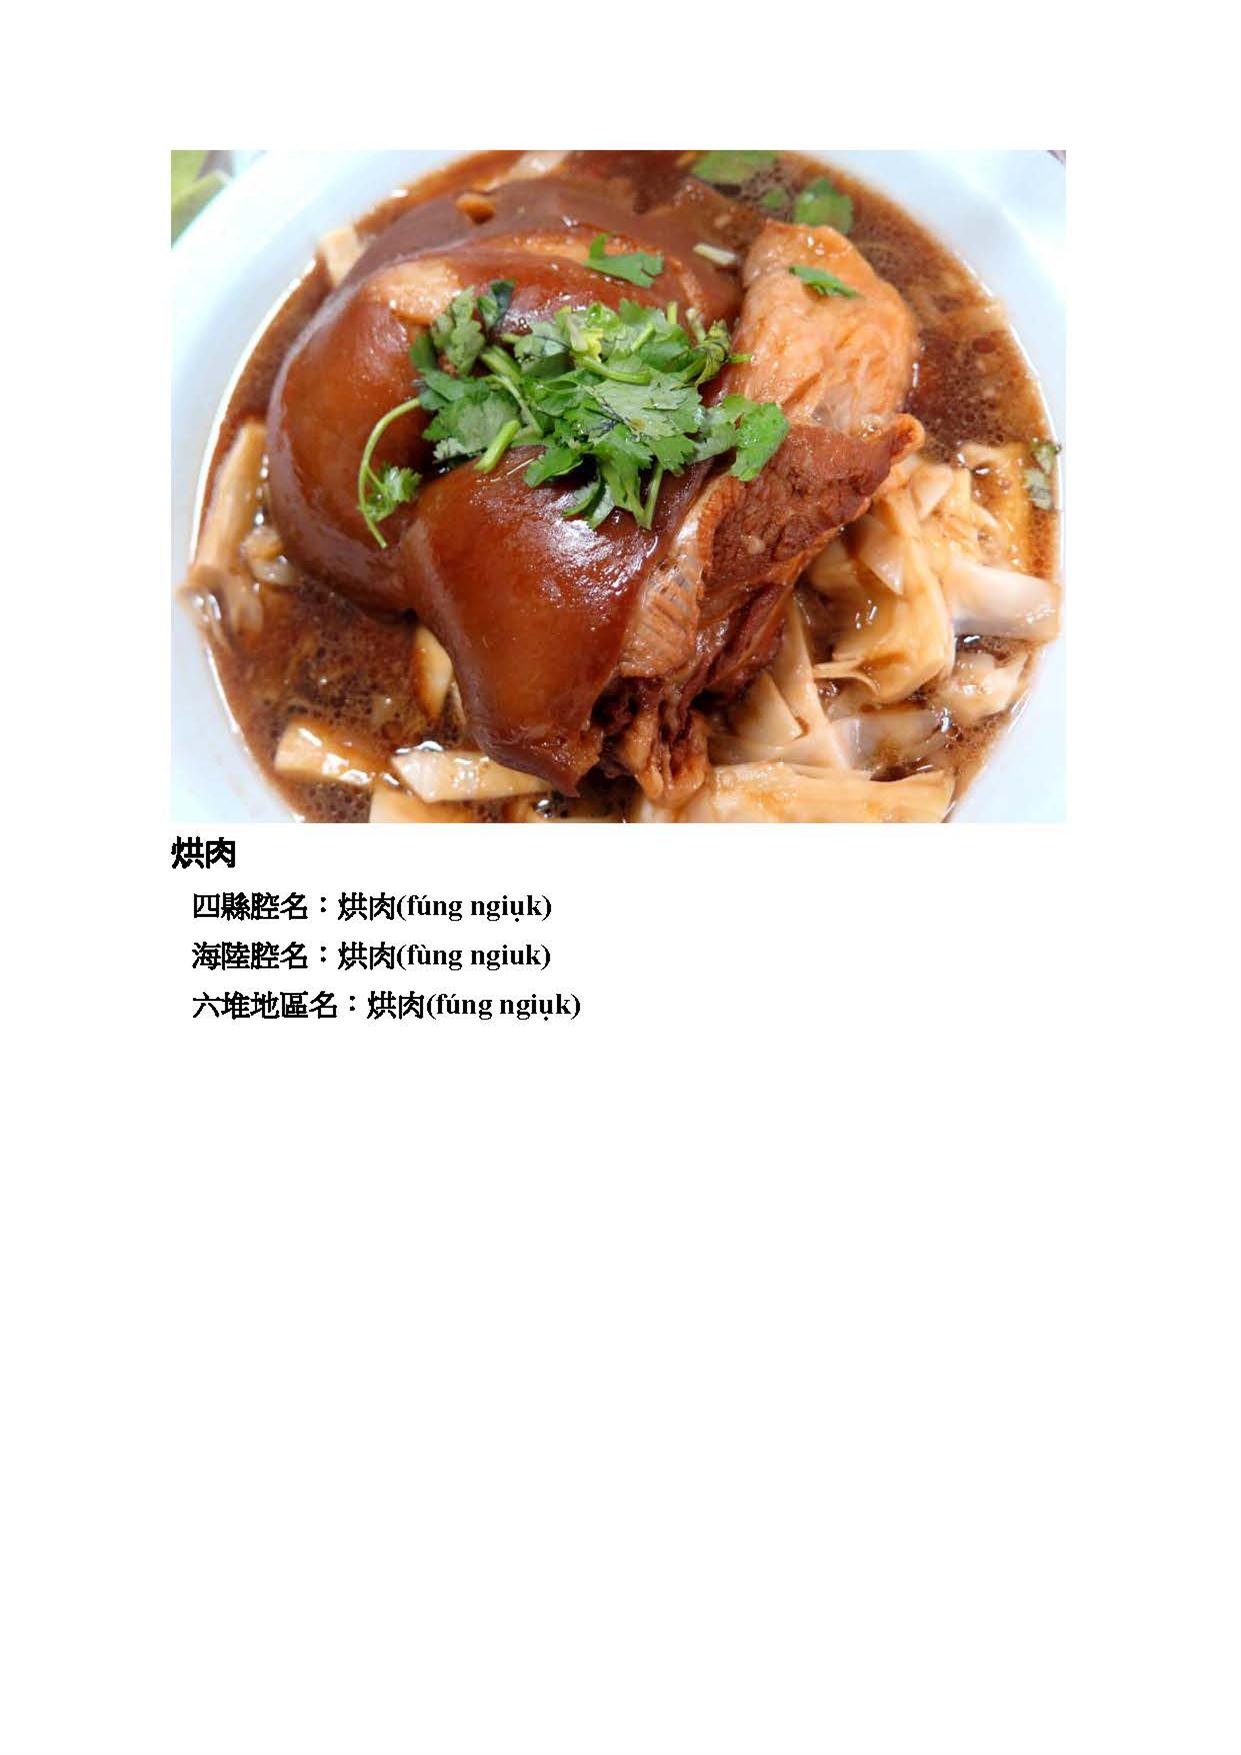 烘肉
四縣腔名：烘肉(fúng ngiụk)
海陸腔名：烘肉(fùng ngiuk)
六堆地區名：烘肉(fúng ngiụk)